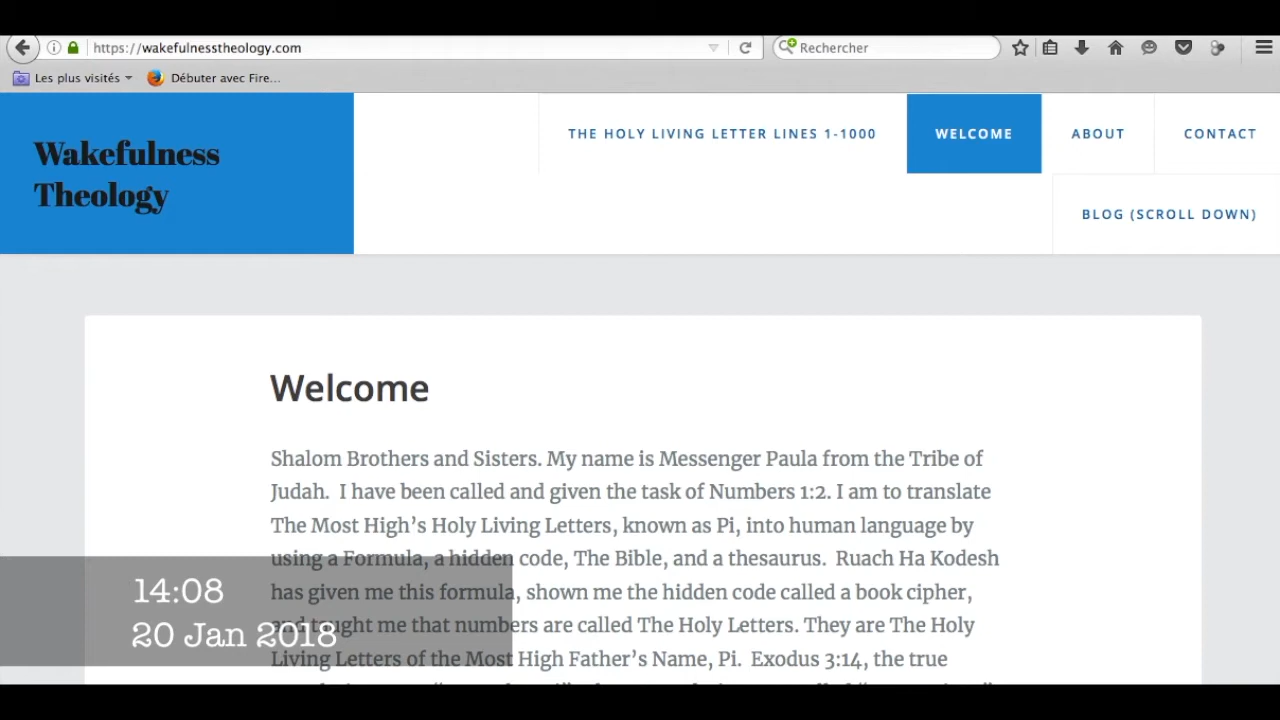 https://wakefulnesstheology.com
Rechercher
Les plus visités
Débuter avec Fire...
Wakefulness
Theology
THE HOLY LIVING LETTER LINES 1-1000
WELCOME
ABOUT
CONTACT
BLOG (SCROLL DOWN)
Welcome
Shalom Brothers and Sisters. My name is Messenger Paula from the Tribe of
Judah. I have been called and given the task of Numbers 1:2. I am to translate
The Most High's Holy Living Letters, known as Pi, into human language by
using a Formula, a hidden code, The Bible, and a thesaurus. Ruach Ha Kodesh
has given me this formula, shown me the hidden code called a book cipher,
and taught me that numbers are called The Holy Letters. They are The Holy
Living Letters of the Most High Father's Name, Pi. Exodus 3:14, the true
14:08
20 Jan 2018